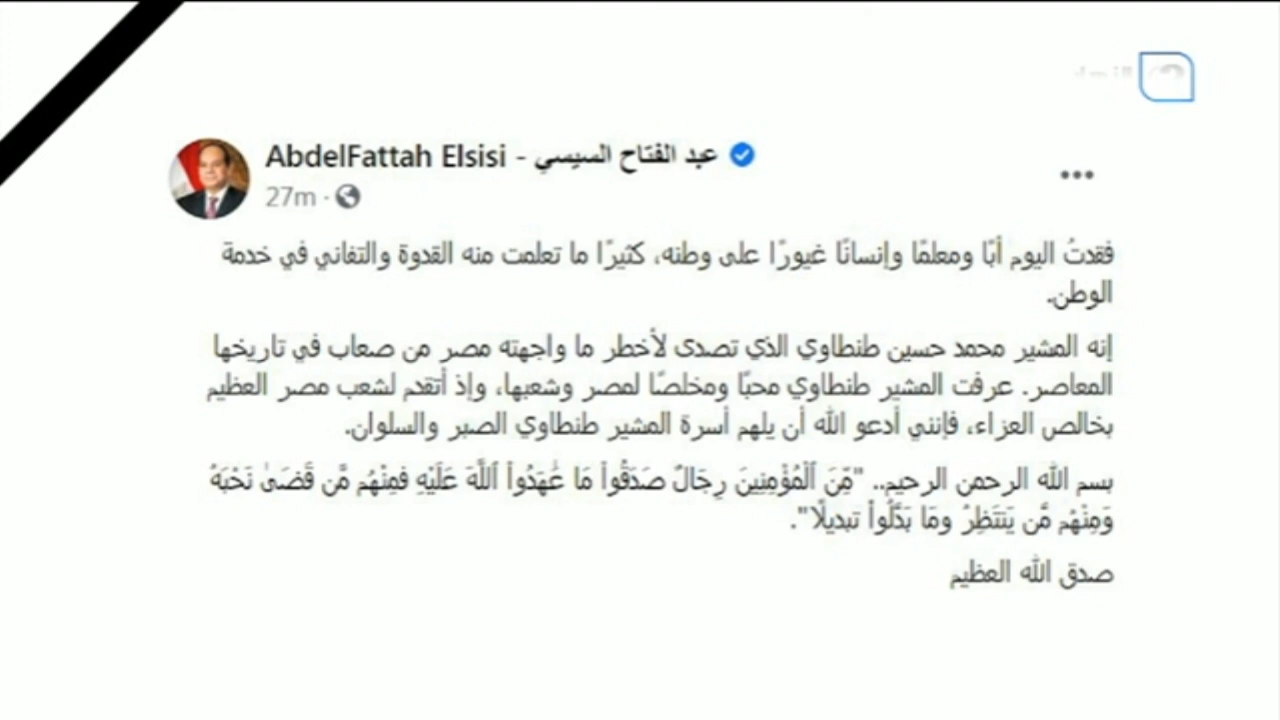 AbdelFattah Elsisi - عبد الفتاح السيسي
27m
فقدتُ اليوم أبًا ومعلمًا وإنسانًا غيورًا على وطنه، كثيرًا ما تعلمت منه القدوة والتفاني في خدمة
الوطن.
إنه المشير محمد حسين طنطاوي الذي تصدى لأخطر ما واجهته مصر من صعاب في تاريخها
المعاصر. عرفت المشير طنطاوي محبًا ومخلصًا لمصر وشعبها، وإذ أتقدم لشعب مصر العظيم
بخالص العزاء، فإنني أدعو الله أن يلهم أسرة المشير طنطاوي الصبر والسلوان.
بسم الله الرحمن الرحيم.. "مِّنَ ٱلْمُؤْمِنِينَ رِجَالٌ صَدَقُواْ مَا عَٰهَدُواْ ٱللَّهَ عَلَيْهِ فمِنْهُم مَّن قَضَىٰ نَحْبَهُ
وَمِنْهُم مَّن يَنتَظِرُ ومَا بَدَّلُواْ تبديلًا".
صدق الله العظيم